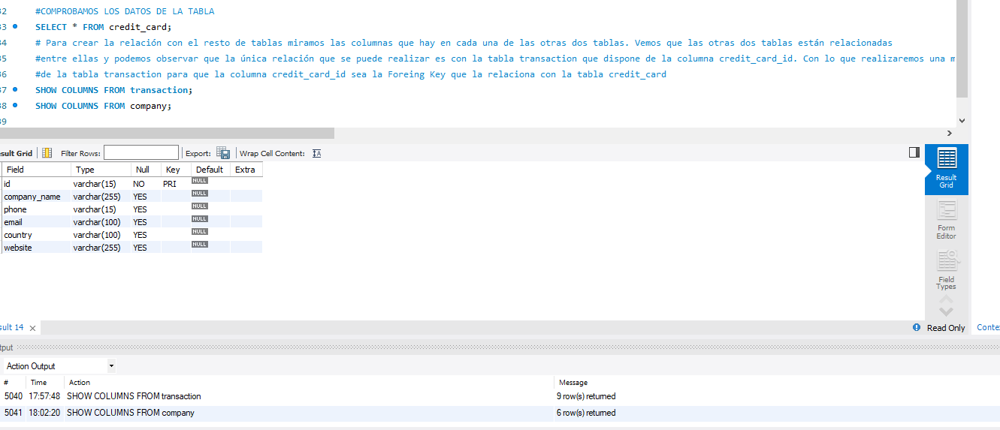 #COMPROBAMOS LOS DATOS DE LA TABLA
SELECT * FROM credit_card;
# Para crear la relación con el resto de tablas miramos las columnas que hay en cada una de las otras dos tablas. Vemos que las otras dos tablas están relacionadas
#entre ellas y podemos observar que la única relación que se puede realizar es con la tabla transaction que dispone de la columna credit_card_id. Con lo que realizaremos una m
#de la tabla transaction para que la columna credit_card_id sea la Foreing Key que la relaciona con la tabla credit_card
SHOW COLUMNS FROM transaction;
SHOW COLUMNS FROM company;
esult Grid Filter Rows: Export: Wrap Cell Content: IA
Field Type Null Key Default Extra
id varchar(15) NO PRI NULL
company_name varchar(255) YES NULL
phone varchar(15) YES NULL
email varchar(100) YES NULL
country varchar(100) YES NULL
website varchar(255) YES NULL
Result
Grid
Form
Editor
Field
Types
sult 14 Read Only Conte
tput
Action Output
# Time Action Message
5040 17:57:48 SHOW COLUMNS FROM transaction 9 row(s) returned
5041 18:02:20 SHOW COLUMNS FROM company 6 row(s) returned